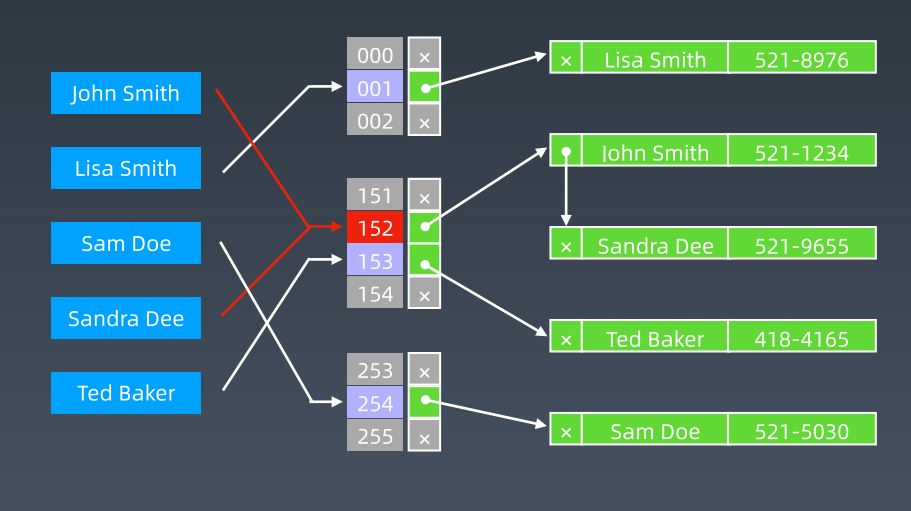 John Smith
Lisa Smith
Sam Doe
Sandra Dee
Ted Baker
000 ×
001
002 ×
151 ×
152
153
154 ×
253 ×
254
255 ×
× Lisa Smith 521-8976
John Smith 521-1234
× Sandra Dee 521-9655
× Ted Baker 418-4165
× Sam Doe 521-5030